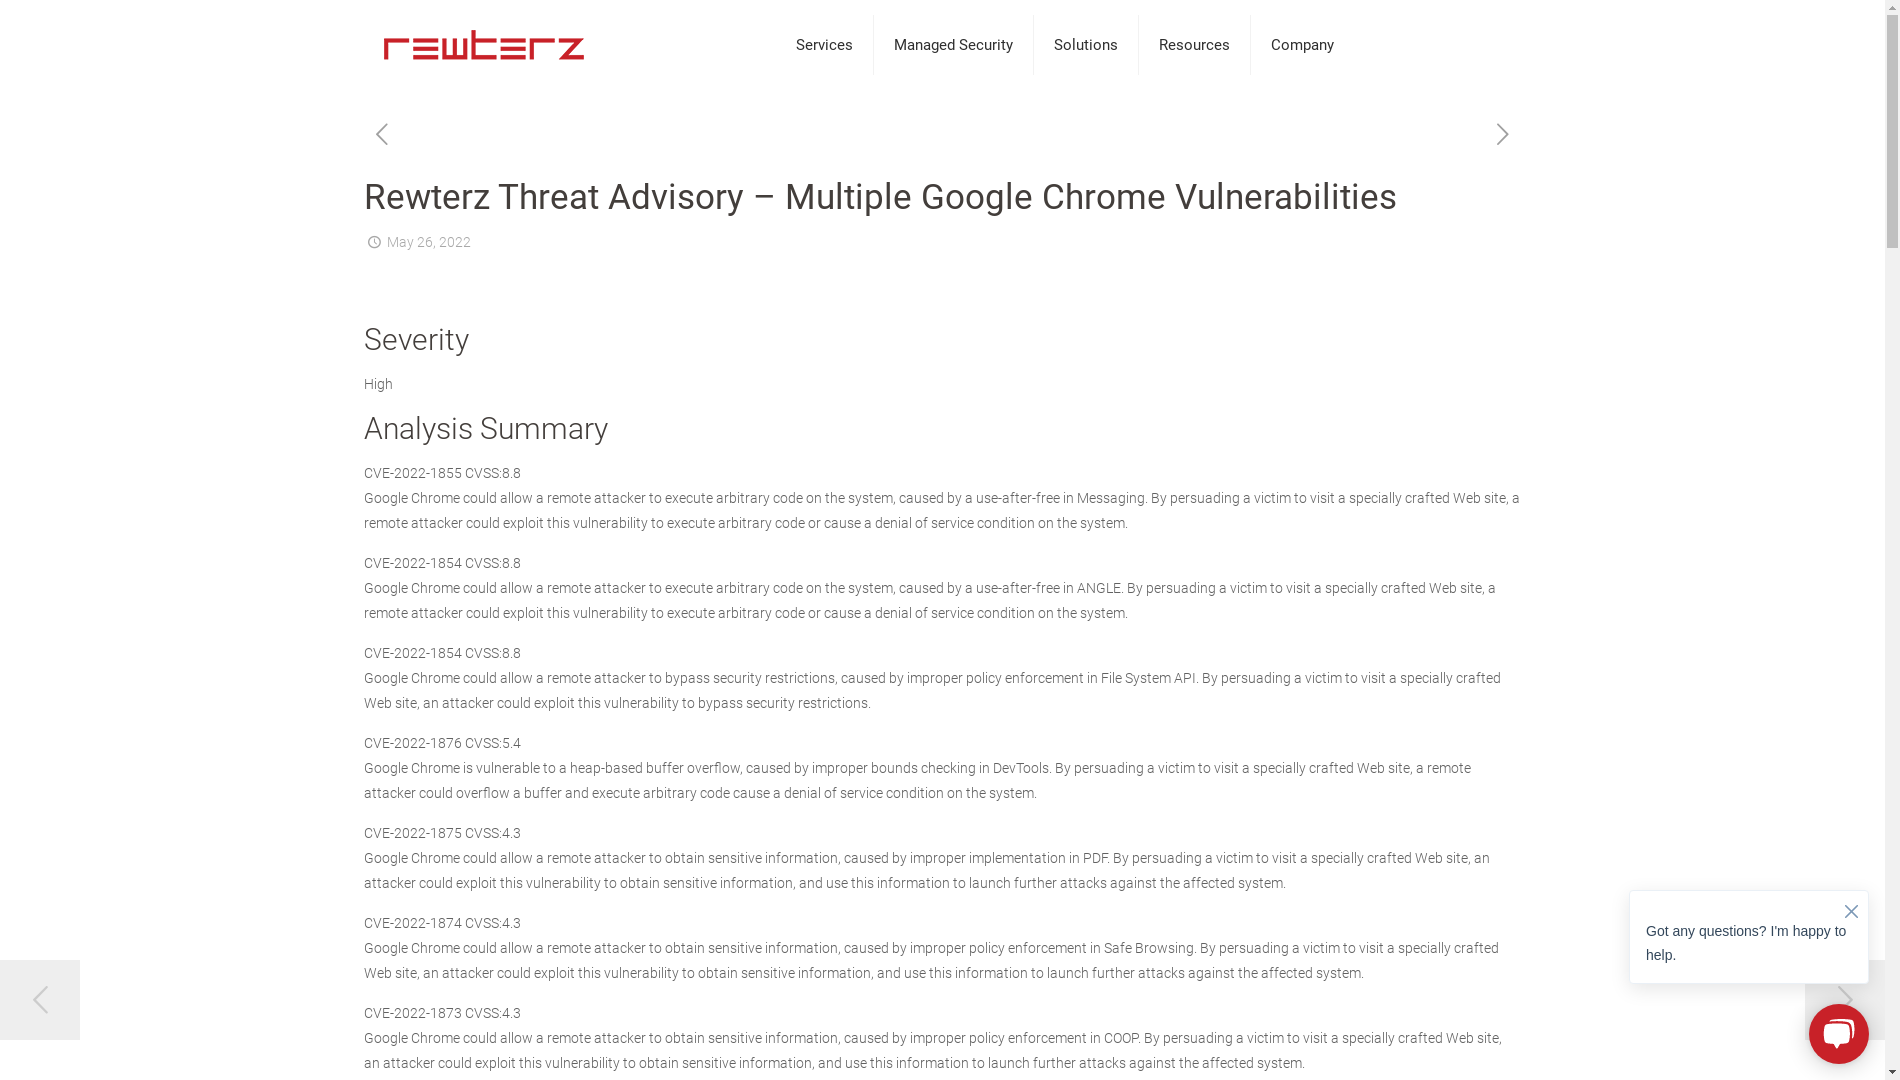 rewterz
Services
Managed Security
Solutions
Resources
Company
Rewterz Threat Advisory – Multiple Google Chrome Vulnerabilities
May 26, 2022
Severity
High
Analysis Summary
CVE-2022-1855 CVSS:8.8
Google Chrome could allow a remote attacker to execute arbitrary code on the system, caused by a use-after-free in Messaging. By persuading a victim to visit a specially crafted Web site, a
remote attacker could exploit this vulnerability to execute arbitrary code or cause a denial of service condition on the system.
CVE-2022-1854 CVSS:8.8
Google Chrome could allow a remote attacker to execute arbitrary code on the system, caused by a use-after-free in ANGLE. By persuading a victim to visit a specially crafted Web site, a
remote attacker could exploit this vulnerability to execute arbitrary code or cause a denial of service condition on the system.
CVE-2022-1854 CVSS:8.8
Google Chrome could allow a remote attacker to bypass security restrictions, caused by improper policy enforcement in File System API. By persuading a victim to visit a specially crafted
Web site, an attacker could exploit this vulnerability to bypass security restrictions.
CVE-2022-1876 CVSS:5.4
Google Chrome is vulnerable to a heap-based buffer overflow, caused by improper bounds checking in DevTools. By persuading a victim to visit a specially crafted Web site, a remote
attacker could overflow a buffer and execute arbitrary code cause a denial of service condition on the system.
CVE-2022-1875 CVSS:4.3
Google Chrome could allow a remote attacker to obtain sensitive information, caused by improper implementation in PDF. By persuading a victim to visit a specially crafted Web site, an
attacker could exploit this vulnerability to obtain sensitive information, and use this information to launch further attacks against the affected system.
CVE-2022-1874 CVSS:4.3
Google Chrome could allow a remote attacker to obtain sensitive information, caused by improper policy enforcement in Safe Browsing. By persuading a victim to visit a specially crafted
Web site, an attacker could exploit this vulnerability to obtain sensitive information, and use this information to launch further attacks against the affected system.
CVE-2022-1873 CVSS:4.3
Google Chrome could allow a remote attacker to obtain sensitive information, caused by improper policy enforcement in COOP. By persuading a victim to visit a specially crafted Web site,
an attacker could exploit this vulnerability to obtain sensitive information, and use this information to launch further attacks against the affected system.
Got any questions? I'm happy to
help.